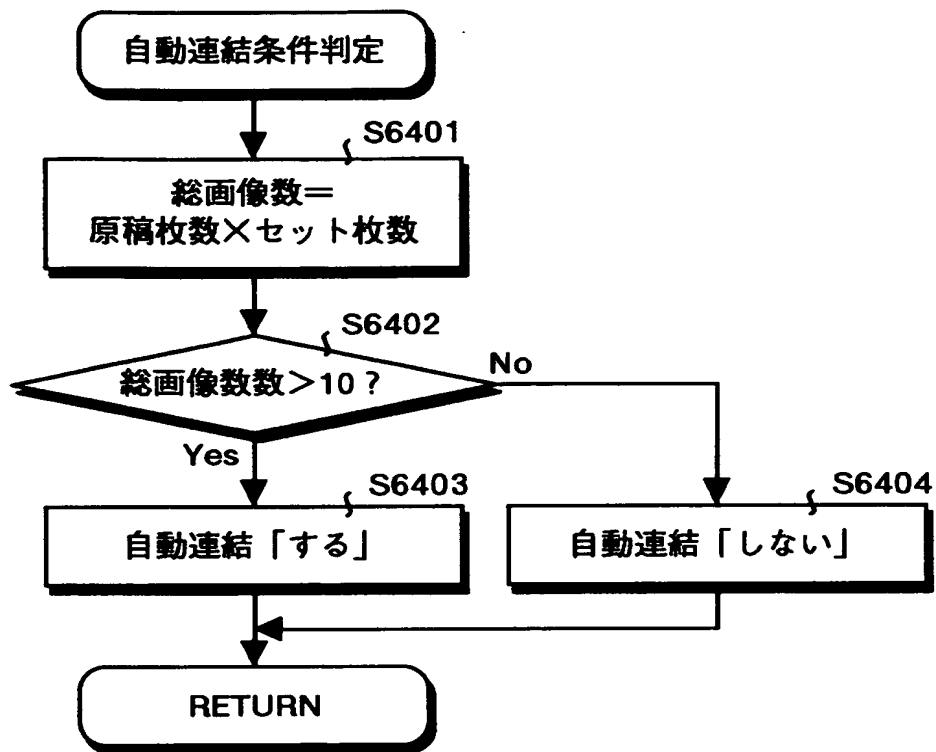 自動連結条件判定
S6401
総画像数＝
原稿枚数×セット枚数
S6402
総画像数数＞10？
No
Yes
S6403
自動連結「する」
S6404
自動連結「しない」
RETURN